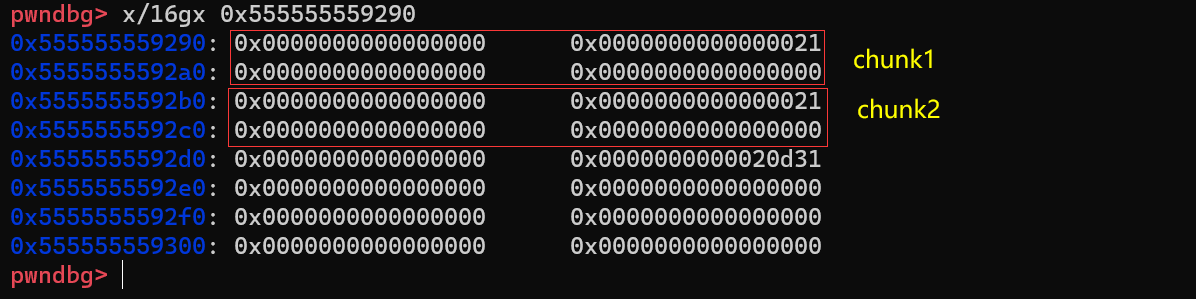 pwndbg> x/16gx 0x555555559290
0x555555559290: 0x0000000000000000 0x0000000000000021 chunk1
0x5555555592a0: 0x0000000000000000 0x0000000000000000
0x5555555592b0: 0x0000000000000000 0x0000000000000021 chunk2
0x5555555592c0: 0x0000000000000000 0x0000000000000000
0x5555555592d0: 0x0000000000000000 0x0000000000020d31
0x5555555592e0: 0x0000000000000000 0x0000000000000000
0x5555555592f0: 0x0000000000000000 0x0000000000000000
0x555555559300: 0x0000000000000000 0x0000000000000000
pwndbg>